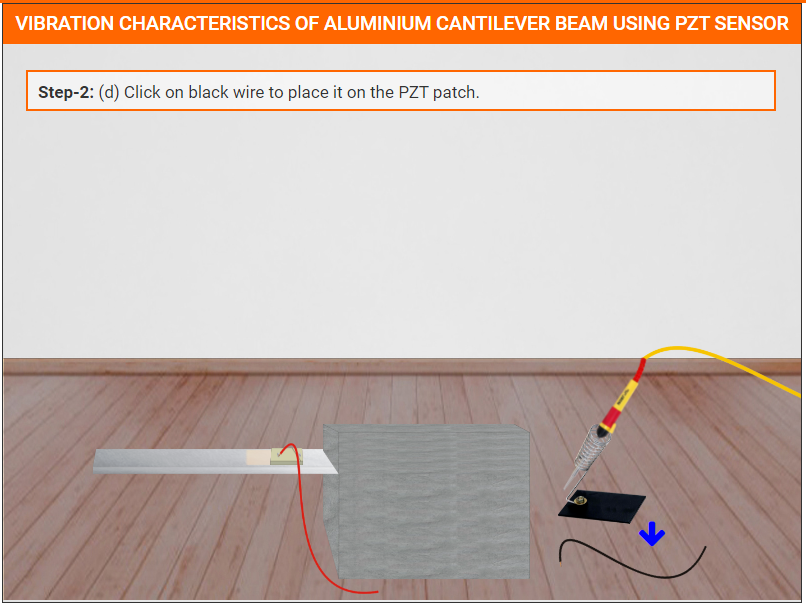 VIBRATION CHARACTERISTICS OF ALUMINIUM CANTILEVER BEAM USING PZT SENSOR
Step-2: (d) Click on black wire to place it on the PZT patch.